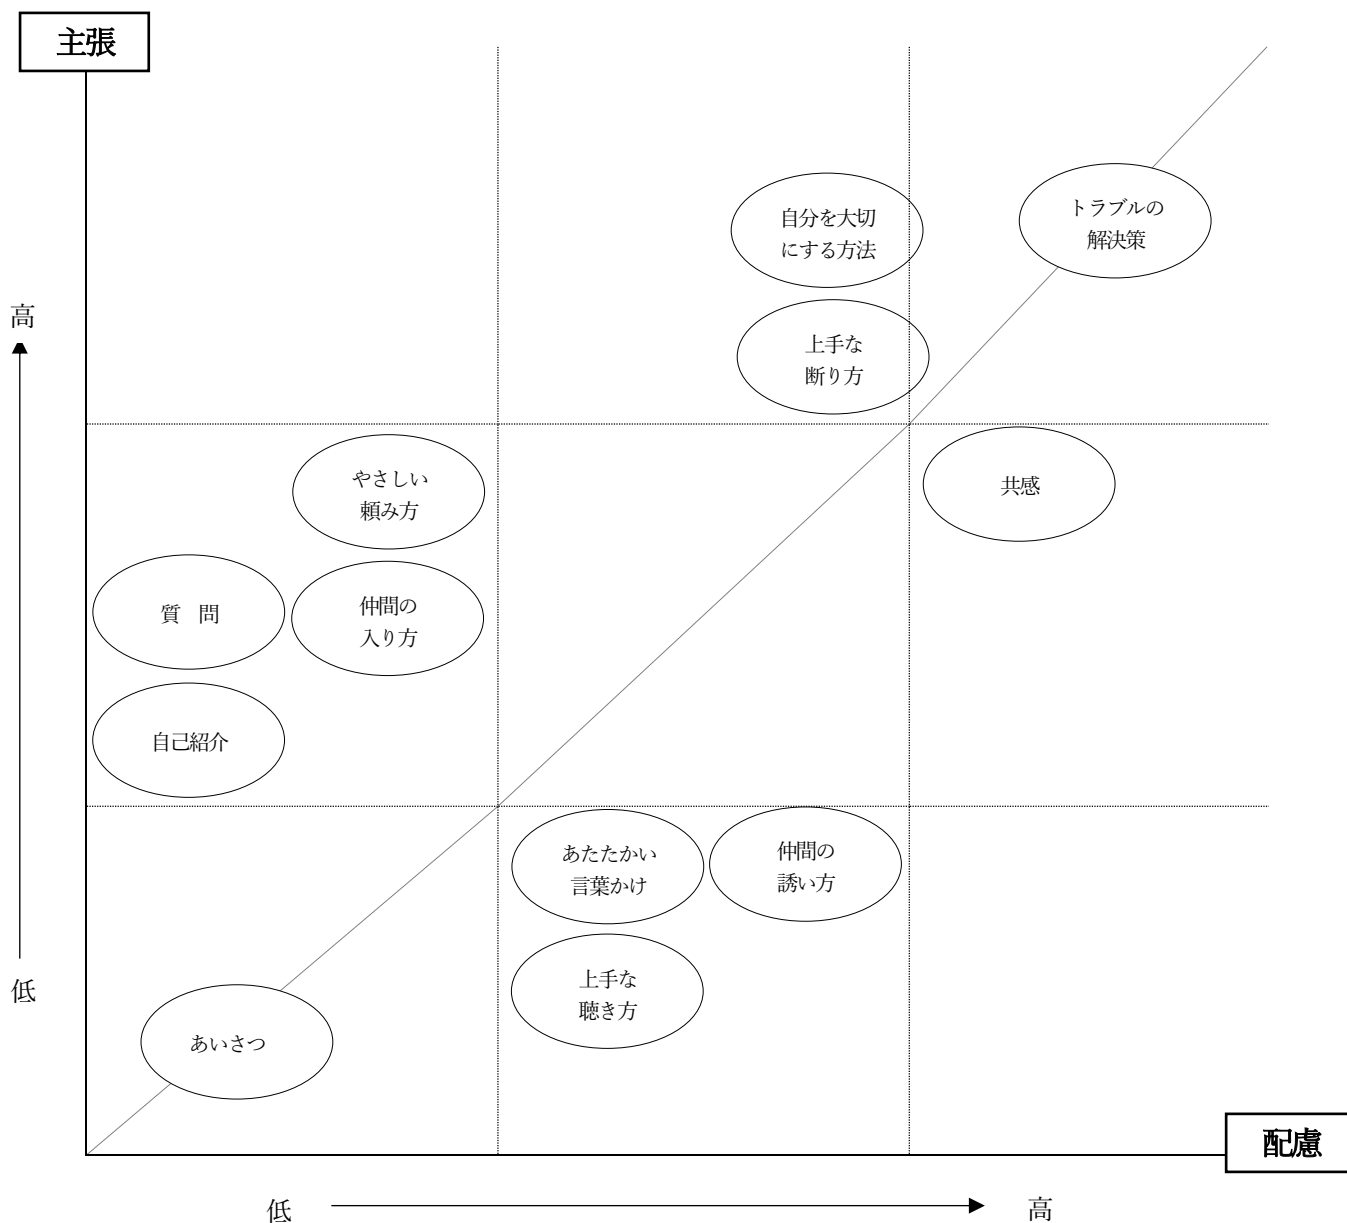 主張
自分を大切
にする方法
トラブルの
解決策
高
上手な
断り方
やさしい
頼み方
共感
質　問
仲間の
入り方
自己紹介
あたたかい
言葉かけ
仲間の
誘い方
低
上手な
聴き方
あいさつ
配慮
低
高